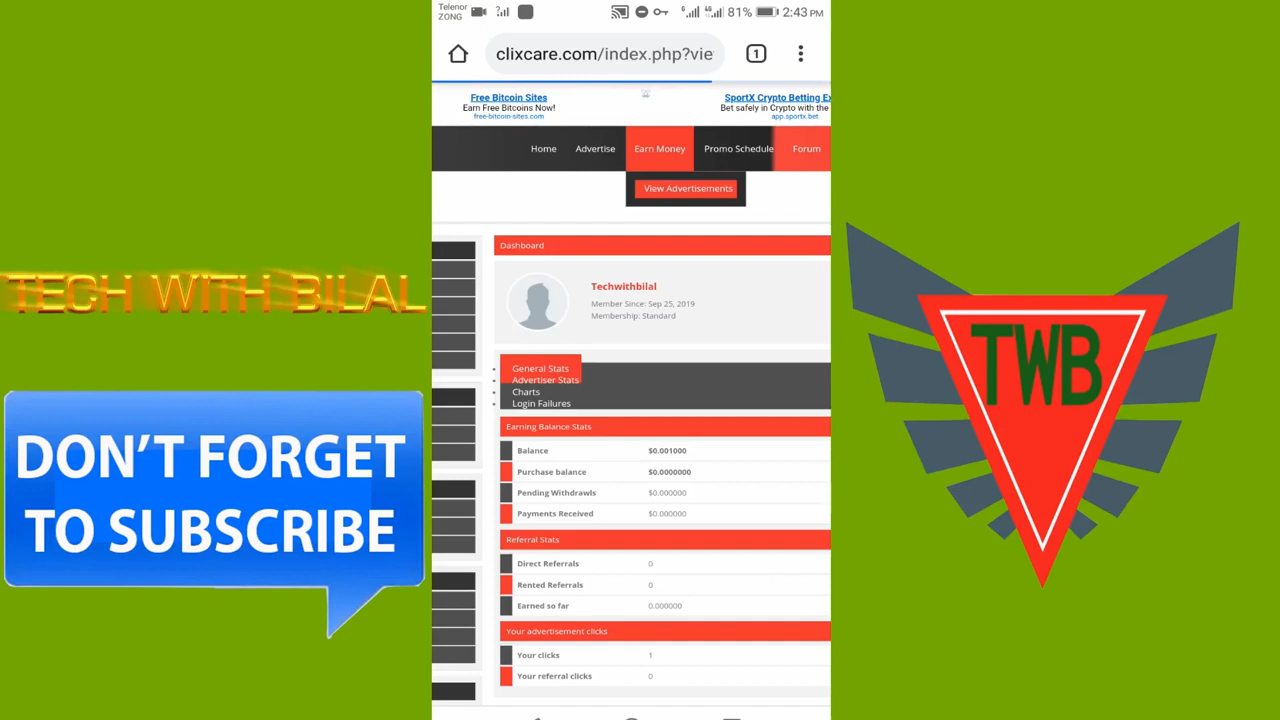 Telenor
ZONG
81%
2:43 PM
clixcare.com/index.php?vie
1
Free Bitcoin Sites
Earn Free Bitcoins Now!
free-bitcoin-sites.com
SportX Crypto Betting Ex
Bet safely in Crypto with the
app.sportx.bet
Home
Advertise
Earn Money
Promo Schedule
Forum
View Advertisements
Dashboard
Techwithbilal
Member Since: Sep 25, 2019
Membership: Standard
General Stats
Advertiser Stats
Charts
Login Failures
Earning Balance Stats
Balance $0.001000
Purchase balance $0.0000000
Pending Withdrawls $0.000000
Payments Received $0.000000
Referral Stats
Direct Referrals 0
Rented Referrals 0
Earned so far 0.000000
Your advertisement clicks
Your clicks 1
Your referral clicks 0
TECH WITH BILAL
DON'T FORGET
TO SUBSCRIBE
TWB